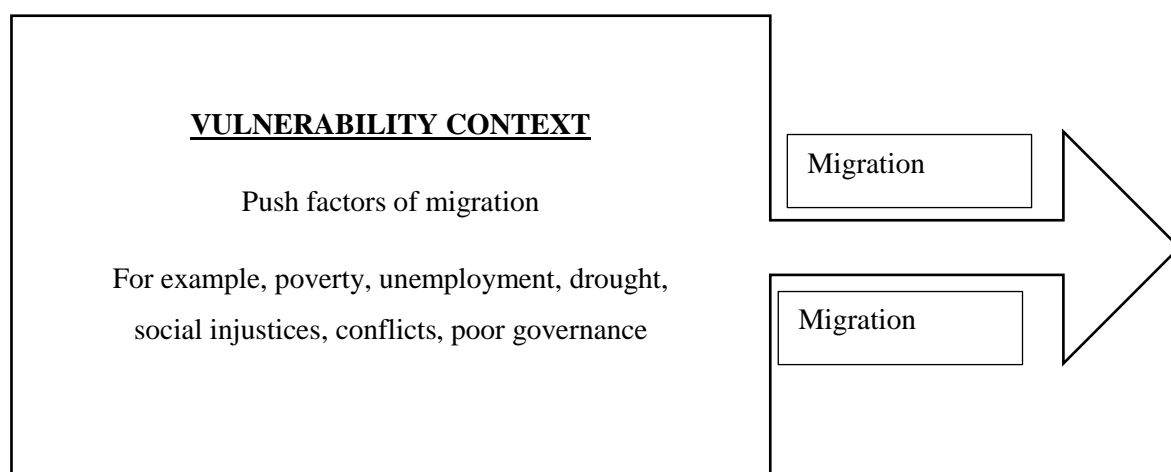 VULNERABILITY CONTEXT
Push factors of migration
For example, poverty, unemployment, drought,
social injustices, conflicts, poor governance
Migration
Migration